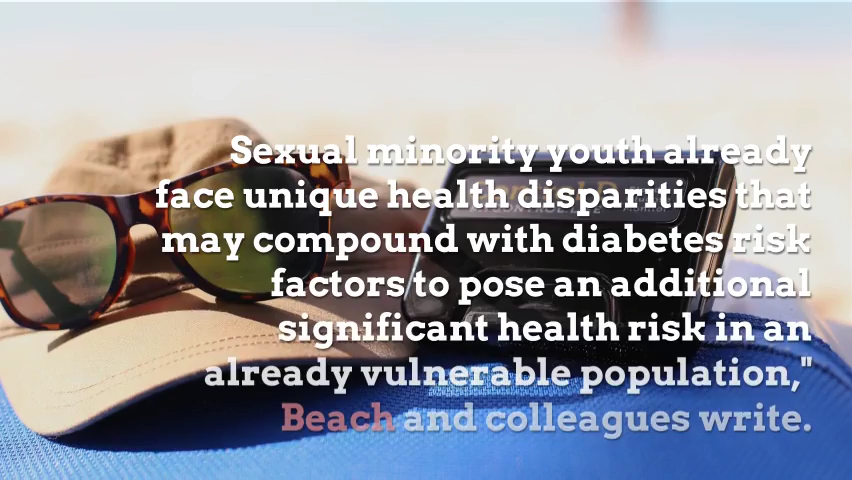 Sexual minority youth already
face unique health disparities that
may compound with diabetes risk
factors to pose an additional
significant health risk in an
already vulnerable population,"
Beach and colleagues write.